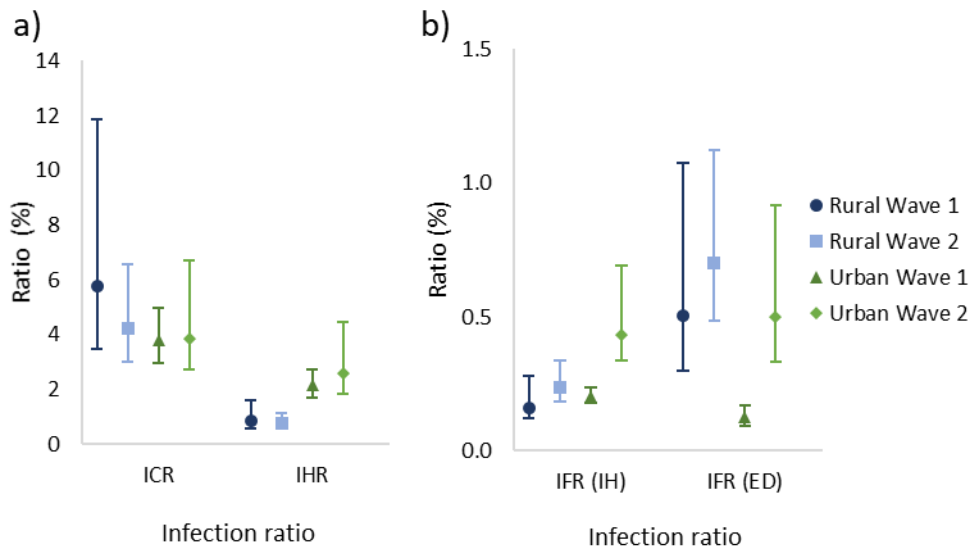 a)
Ratio (%)
14
12
10
8
6
4
2
0
ICR
IHR
Infection ratio
b)
Ratio (%)
1.5
1.0
0.5
0.0
IFR (IH)
IFR (ED)
Infection ratio
Rural Wave 1
Rural Wave 2
Urban Wave 1
Urban Wave 2